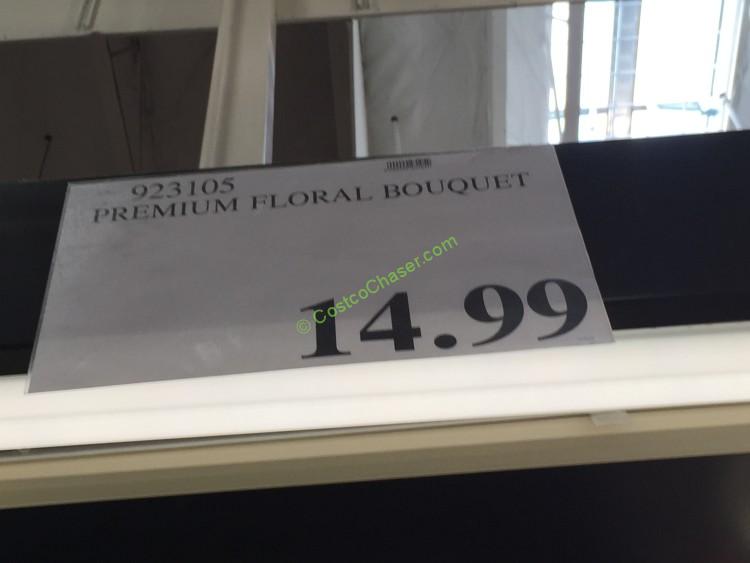 923105
PREMIUM FLORAL BOUQUET
© CostcoChaser.com
14.99